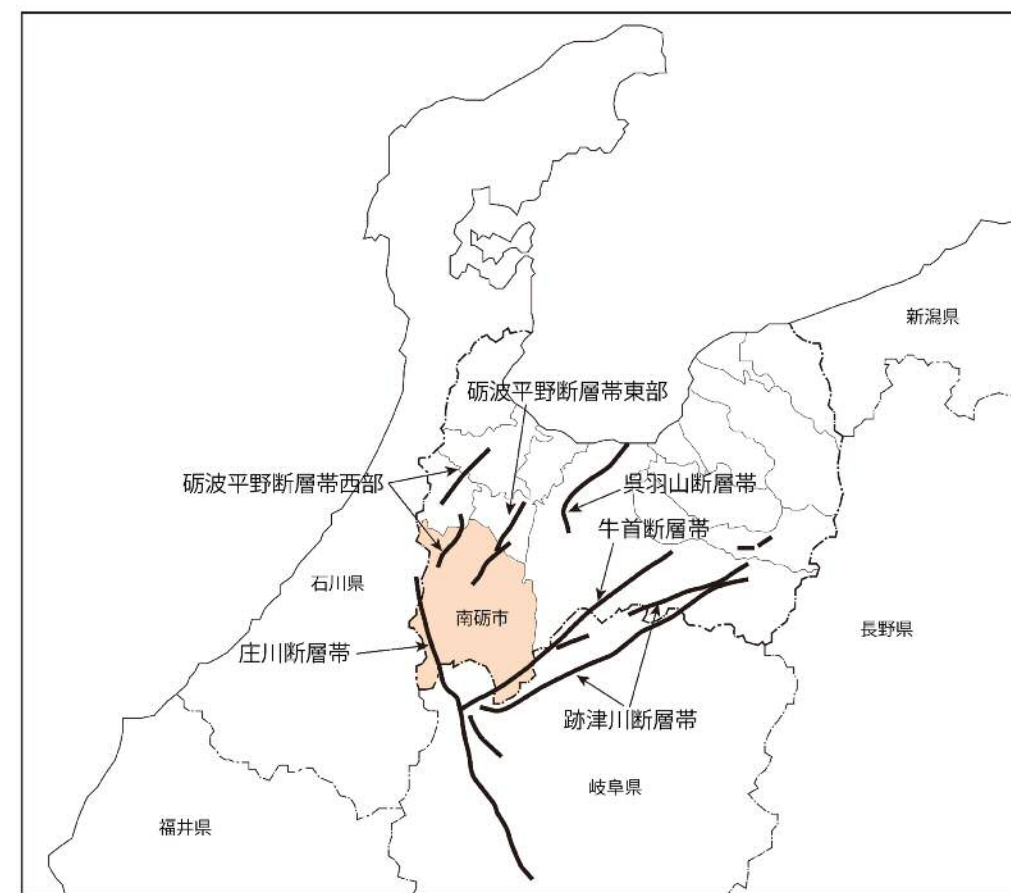 新潟県
砺波平野断層帯東部
砺波平野断層帯西部
呉羽山断層帯
牛首断層帯
石川県
南砺市
長野県
庄川断層帯
跡津川断層帯
岐阜県
福井県